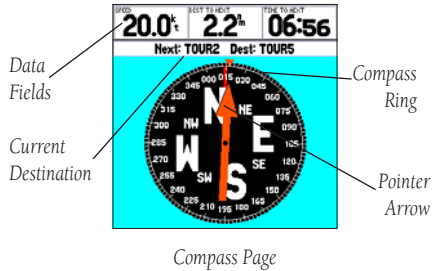 SPEED DIST TO NEXT TIME TO NEXT
20.0 kt 2.2 nm 06:56
Next: TOUR2 Dest: TOUR5
Data Fields
Compass Ring
Current Destination
Pointer Arrow
000 015 030 045 060 075 090 105 120 135 150 165 180 195 210 225 240 255 270 285 300 315 330 345
N NE E SE S SW W NW
Compass Page